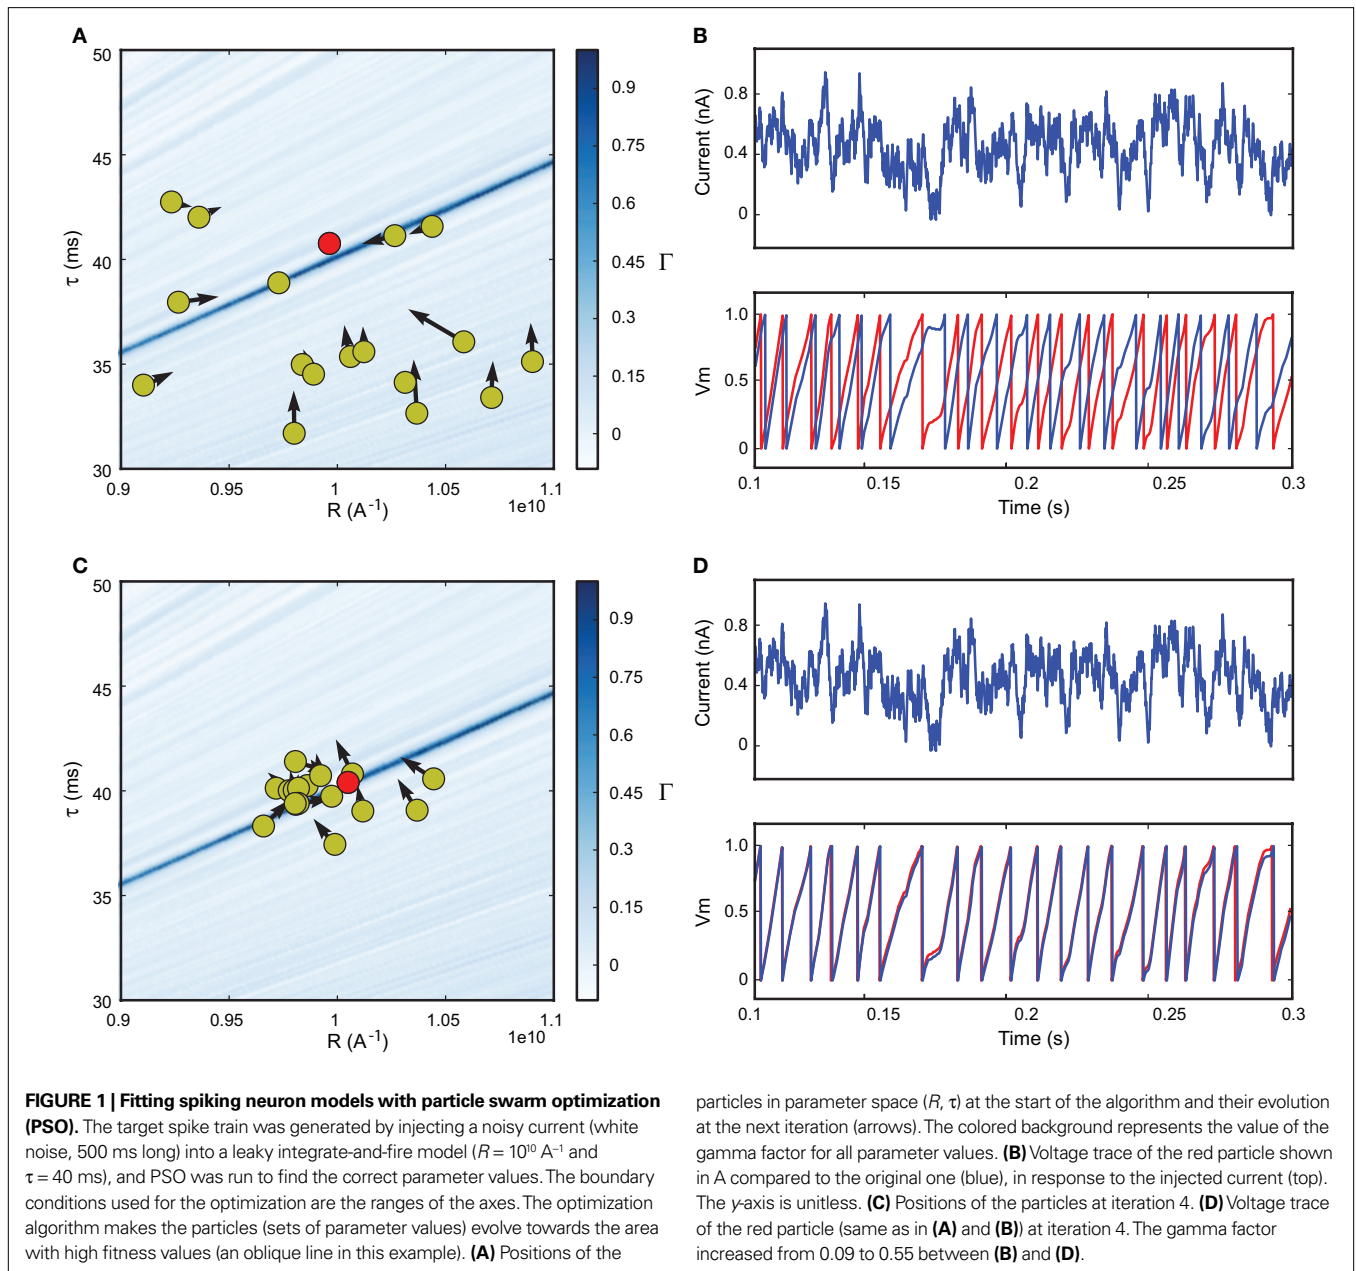 A
50
45
40
35
30
τ (ms)
0.9
0.95
1
1.05
1.1
1e10
R (A⁻¹)
0.9
0.75
0.6
0.45
0.3
0.15
0
Γ
B
0.8
0.4
0
Current (nA)
1.0
0.5
0
Vm
0.1
0.15
0.2
0.25
0.3
Time (s)
C
50
45
40
35
30
τ (ms)
0.9
0.95
1
1.05
1.1
1e10
R (A⁻¹)
0.9
0.75
0.6
0.45
0.3
0.15
0
Γ
D
0.8
0.4
0
Current (nA)
1.0
0.5
0
Vm
0.1
0.15
0.2
0.25
0.3
Time (s)
FIGURE 1 | Fitting spiking neuron models with particle swarm optimization
(PSO). The target spike train was generated by injecting a noisy current (white
noise, 500 ms long) into a leaky integrate-and-fire model (R = 10¹⁰ A⁻¹ and
τ = 40 ms), and PSO was run to find the correct parameter values. The boundary
conditions used for the optimization are the ranges of the axes. The optimization
algorithm makes the particles (sets of parameter values) evolve towards the area
with high fitness values (an oblique line in this example). (A) Positions of the
particles in parameter space (R, τ) at the start of the algorithm and their evolution
at the next iteration (arrows). The colored background represents the value of the
gamma factor for all parameter values. (B) Voltage trace of the red particle shown
in A compared to the original one (blue), in response to the injected current (top).
The y-axis is unitless. (C) Positions of the particles at iteration 4. (D) Voltage trace
of the red particle (same as in (A) and (B)) at iteration 4. The gamma factor
increased from 0.09 to 0.55 between (B) and (D).